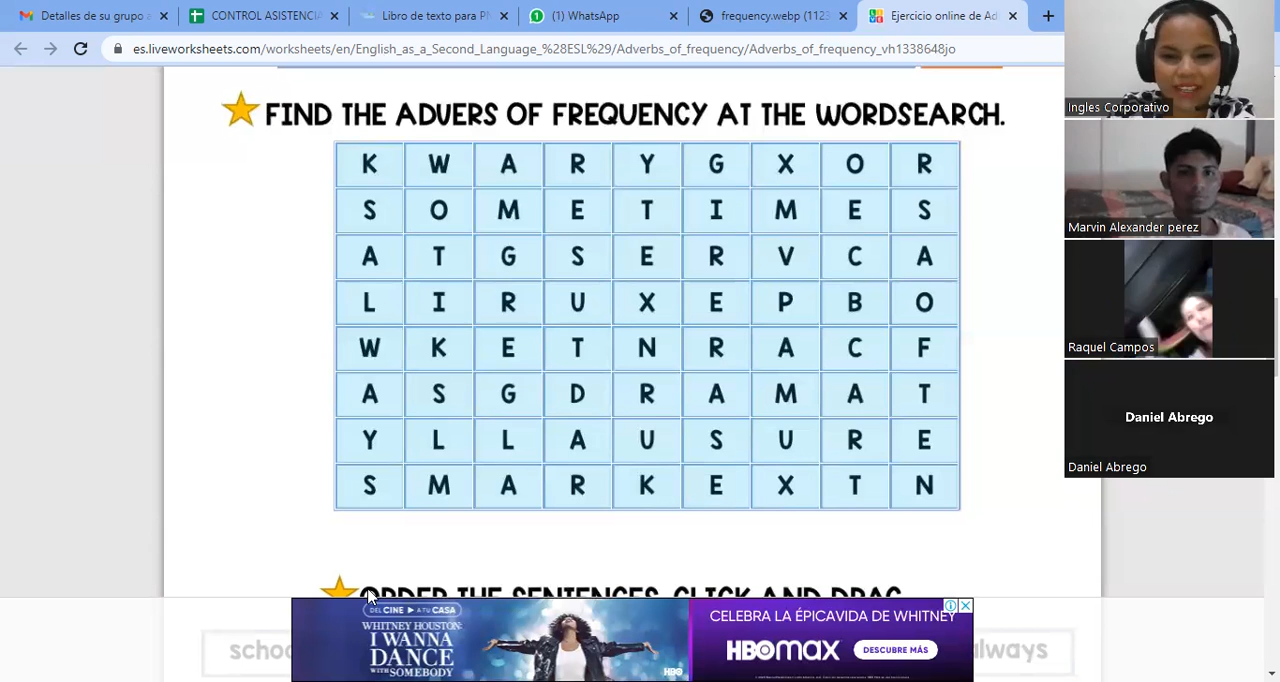 Detalles de su grupo a
CONTROL ASISTENCIA
Libro de texto para P
(1) WhatsApp
frequency.webp (1123
Ejercicio online de Ad
es.liveworksheets.com/worksheets/en/English_as_a_Second_Language_%28ESL%29/Adverbs_of_frequency/Adverbs_of_frequency_vh1338648jo
FIND THE ADVERS OF FREQUENCY AT THE WORDSEARCH.
K W A R Y G X O R
S O M E T I M E S
A T G S E R V C A
L I R U X E P B O
W K E T N R A C F
A S G D R A M A T
Y L L A U S U R E
S M A R K E X T N
ORDER THE SENTENCES. CLICK AND DRAG
DEL CINE A TU CASA
WHITNEY HOUSTON:
I WANNA
DANCE
WITH SOMEBODY
HBO
CELEBRA LA ÉPICAVIDA DE WHITNEY
HBOMAX
DESCUBRE MÁS
always
Ingles Corporativo
Marvin Alexander perez
Raquel Campos
Daniel Abrego
Daniel Abrego